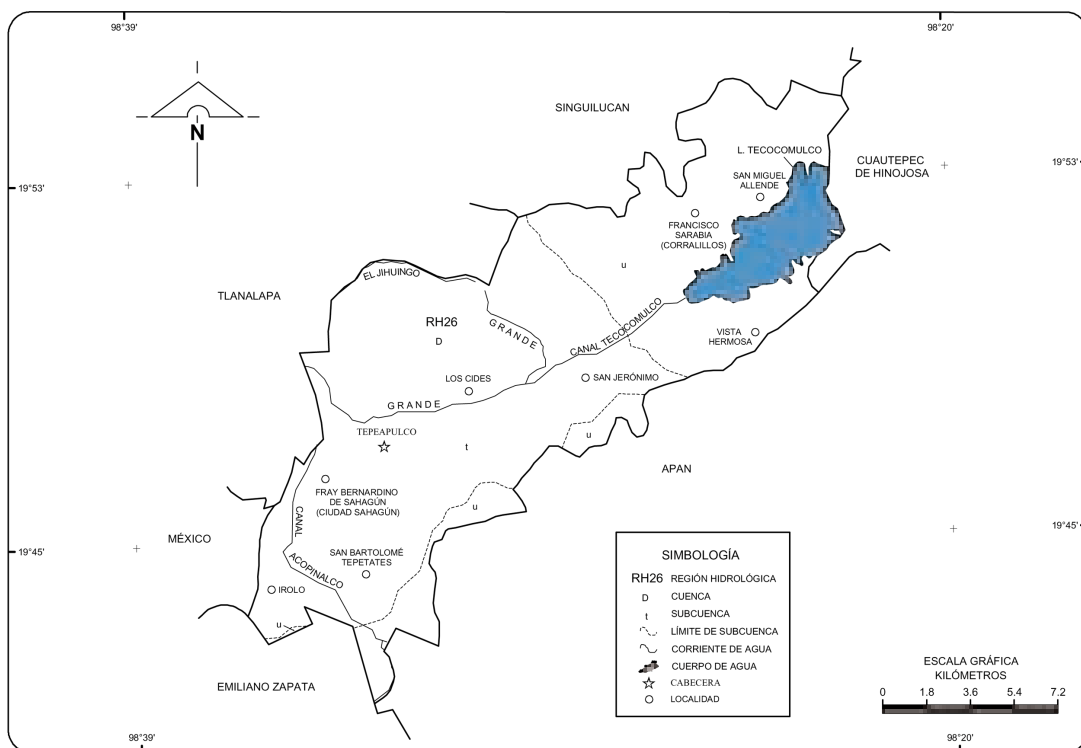 98°39'
98°20'
N
SINGUILUCAN
L. TECOCOMULCO
CUAUTEPEC
DE HINOJOSA
19°53'
19°53'
SAN MIGUEL
ALLENDE
FRANCISCO
SARABIA
(CORRALILLOS)
u
EL JIHUINGO
TLANALAPA
RH26
D
GRANDE
CANAL TECOCOMULCO
VISTA
HERMOSA
LOS CIDES
SAN JERÓNIMO
GRANDE
TEPEAPULCO
t
u
APAN
FRAY BERNARDINO
DE SAHAGÚN
(CIUDAD SAHAGÚN)
u
CANAL
MÉXICO
19°45'
19°45'
SAN BARTOLOMÉ
TEPETATES
ACOPINALCO
IROLO
u
EMILIANO ZAPATA
SIMBOLOGÍA
RH26 REGIÓN HIDROLÓGICA
D CUENCA
t SUBCUENCA
LÍMITE DE SUBCUENCA
CORRIENTE DE AGUA
CUERPO DE AGUA
CABECERA
LOCALIDAD
ESCALA GRÁFICA
KILÓMETROS
0 1.8 3.6 5.4 7.2
98°39'
98°20'